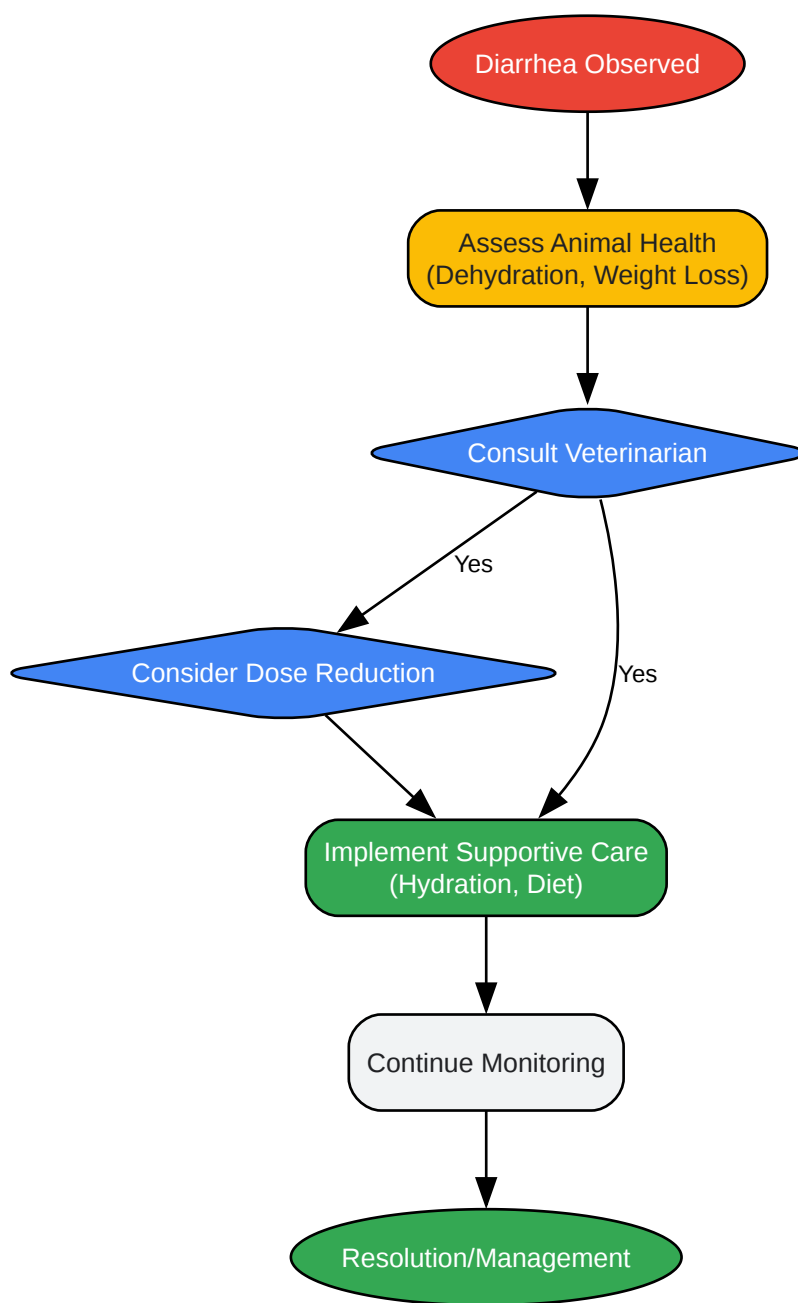 Diarrhea Observed
Assess Animal Health
(Dehydration, Weight Loss)
Consult Veterinarian
Yes
Consider Dose Reduction
Yes
Implement Supportive Care
(Hydration, Diet)
Continue Monitoring
Resolution/Management